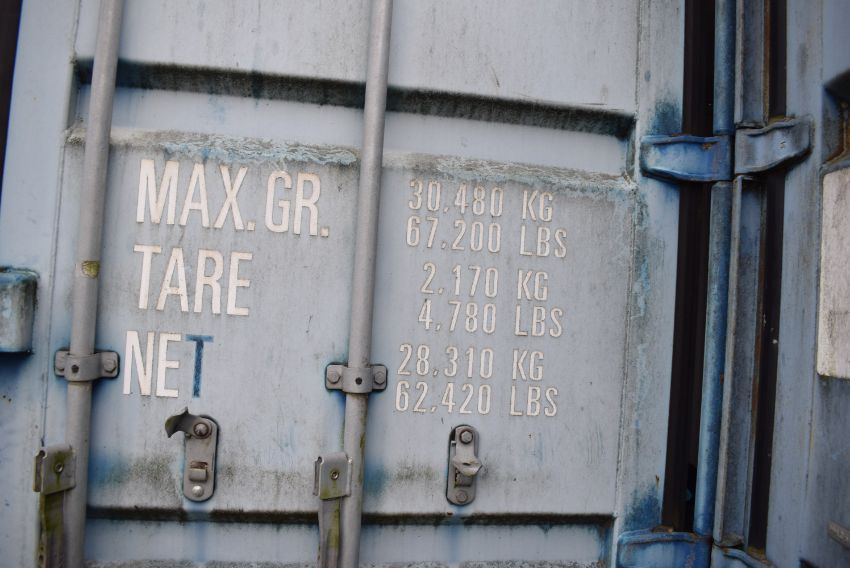 MAX.GR. 30,480 KG
67,200 LBS
TARE 2,170 KG
4,780 LBS
NET 28,310 KG
62,420 LBS